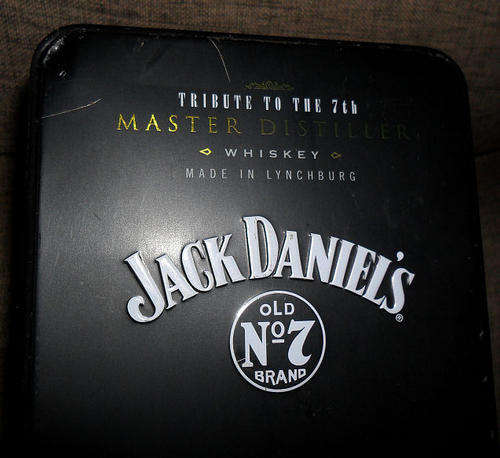 TRIBUTE TO THE 7th
MASTER DISTILLER
WHISKEY
MADE IN LYNCHBURG
JACK DANIEL'S®
OLD
Nº7
BRAND